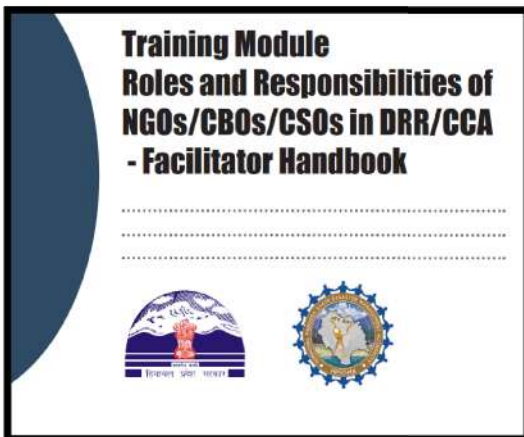 Training Module
Roles and Responsibilities of
NGOs/CBOs/CSOs in DRR/CCA
- Facilitator Handbook
हिमाचल प्रदेश सरकार